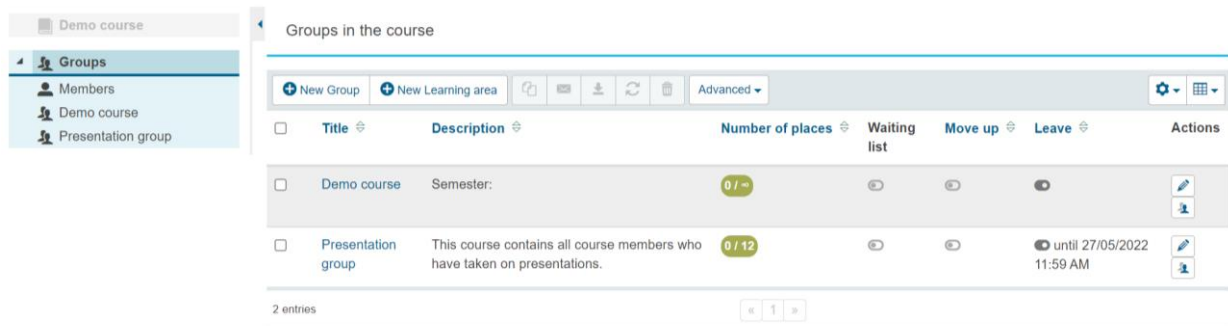 Demo course
Groups
Members
Demo course
Presentation group
Groups in the course
New Group New Learning area Advanced
Title Description Number of places Waiting list Move up Leave Actions
Demo course Semester: 0 / ∞
Presentation group This course contains all course members who have taken on presentations. 0 / 12 until 27/05/2022 11:59 AM
2 entries « 1 »